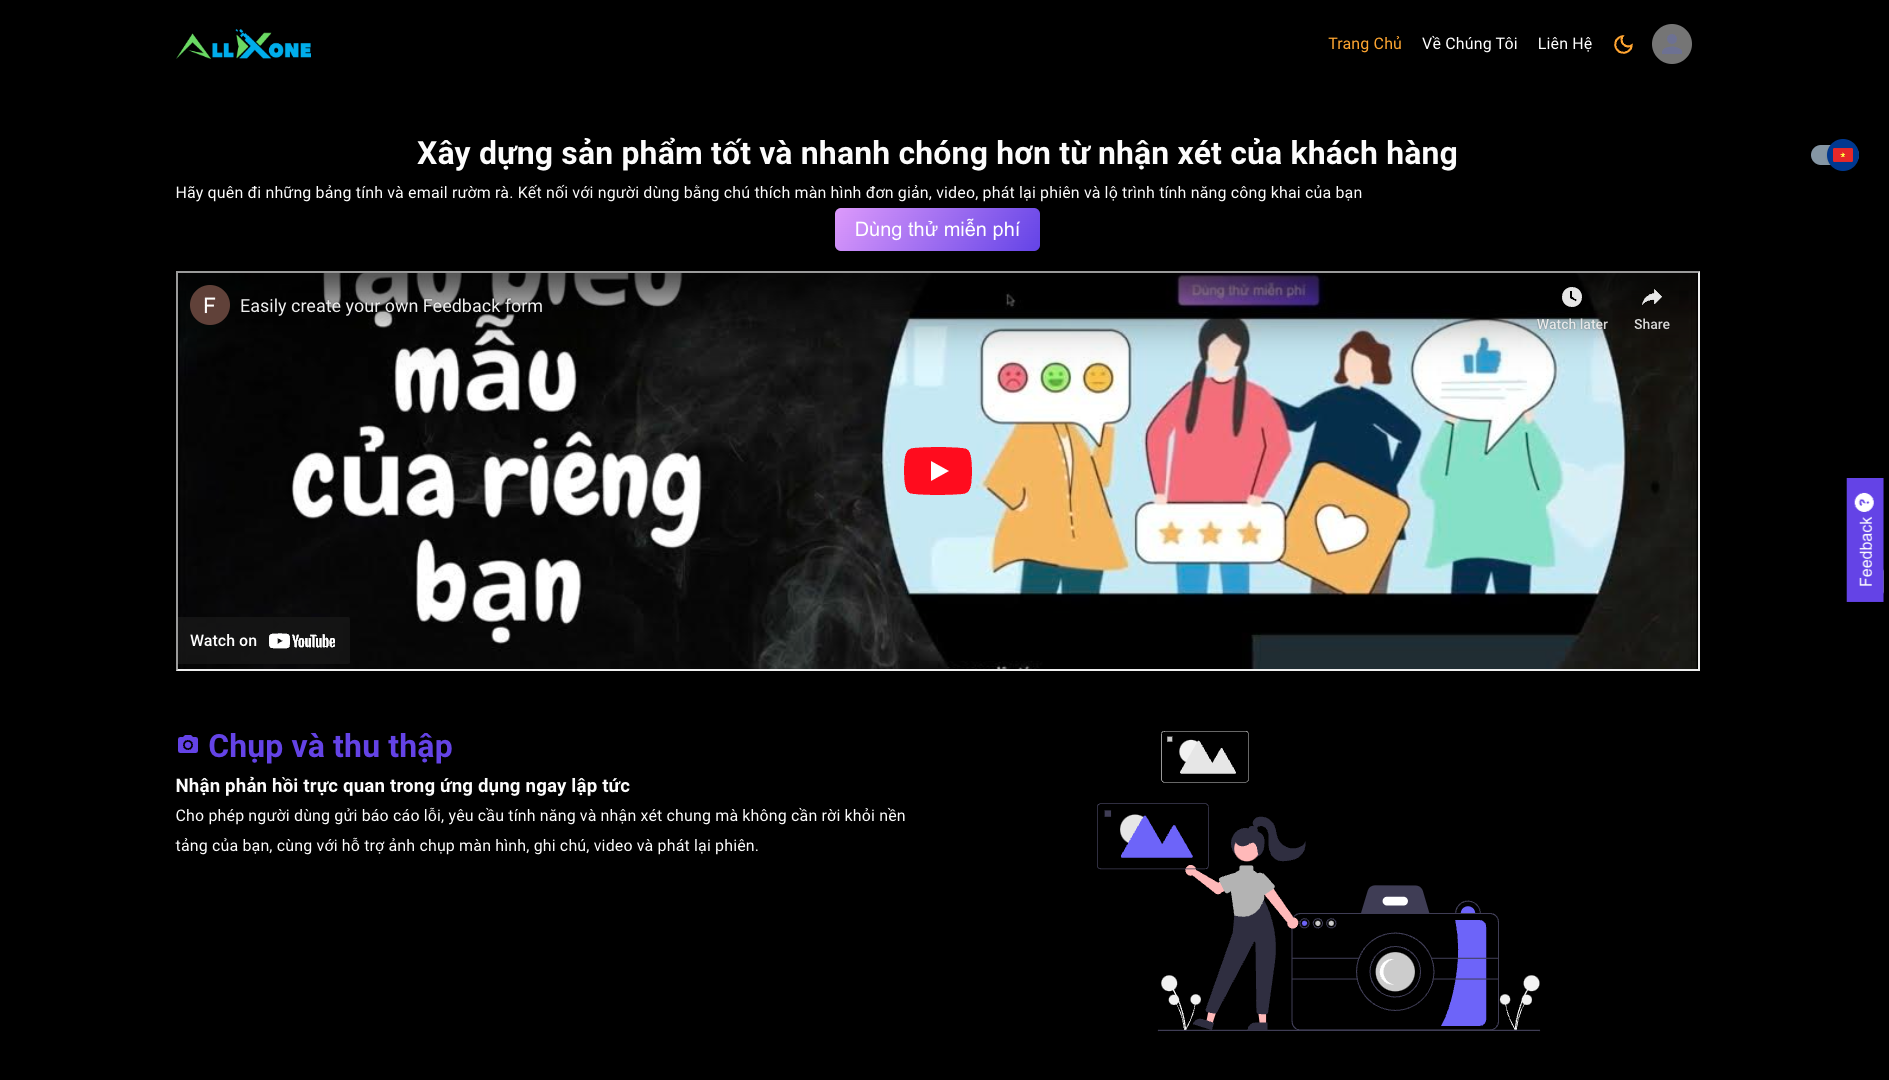 ALLXONE
Trang Chủ
Về Chúng Tôi
Liên Hệ
Xây dựng sản phẩm tốt và nhanh chóng hơn từ nhận xét của khách hàng
Hãy quên đi những bảng tính và email rườm rà. Kết nối với người dùng bằng chú thích màn hình đơn giản, video, phát lại phiên và lộ trình tính năng công khai của bạn
Dùng thử miễn phí
F
Easily create your own Feedback form
Tạo biểu
mẫu
của riêng
bạn
Dùng thử miễn phí
Watch later
Share
Watch on YouTube
Feedback ?
Chụp và thu thập
Nhận phản hồi trực quan trong ứng dụng ngay lập tức
Cho phép người dùng gửi báo cáo lỗi, yêu cầu tính năng và nhận xét chung mà không cần rời khỏi nền
tảng của bạn, cùng với hỗ trợ ảnh chụp màn hình, ghi chú, video và phát lại phiên.